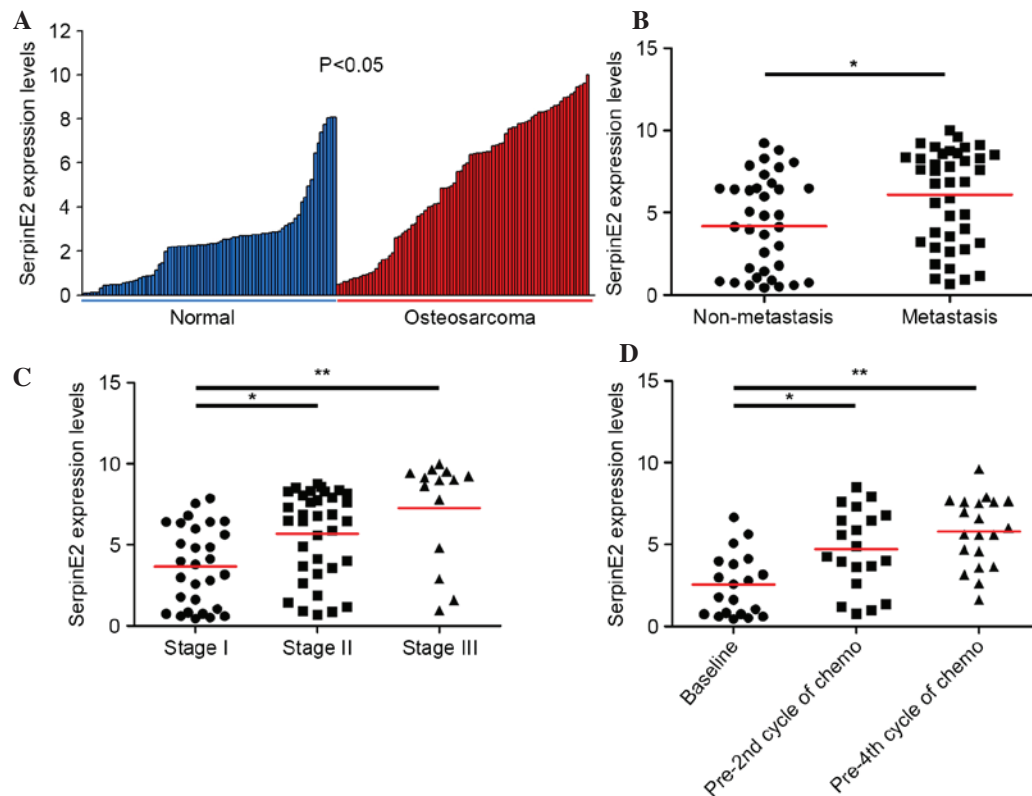 A
SerpinE2 expression levels
12
10
8
6
4
2
0
P<0.05
Normal
Osteosarcoma
B
SerpinE2 expression levels
15
10
5
0
*
Non-metastasis
Metastasis
C
SerpinE2 expression levels
15
10
5
0
**
*
Stage I
Stage II
Stage III
D
SerpinE2 expression levels
15
10
5
0
**
*
Baseline
Pre-2nd cycle of chemo
Pre-4th cycle of chemo